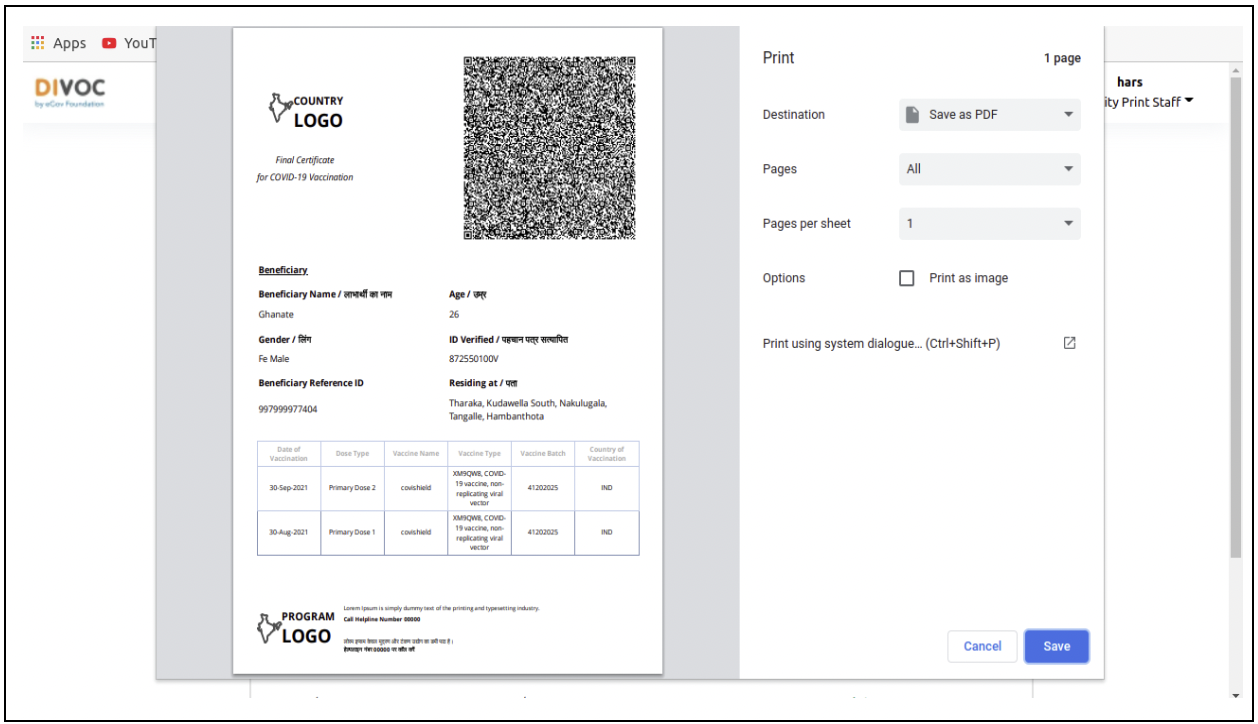 Apps YouT
DIVOC
by eGov Foundation
hars
ity Print Staff
COUNTRY
LOGO
Final Certificate
for COVID-19 Vaccination
Beneficiary
Beneficiary Name / लाभार्थी का नाम Age / उम्र
Ghanate 26
Gender / लिंग ID Verified / पहचान पत्र सत्यापित
Fe Male 872550100V
Beneficiary Reference ID Residing at / पता
997999977404 Tharaka, Kudawella South, Nakulugala,
Tangalle, Hambanthota
Date of Vaccination Dose Type Vaccine Name Vaccine Type Vaccine Batch Country of Vaccination
30-Sep-2021 Primary Dose 2 covishield XM9QW8, COVID-19 vaccine, non-replicating viral vector 41202025 IND
30-Aug-2021 Primary Dose 1 covishield XM9QW8, COVID-19 vaccine, non-replicating viral vector 41202025 IND
PROGRAM
LOGO
Lorem Ipsum is simply dummy text of the printing and typesetting industry.
Call Helpline Number 00000
हेल्पलाइन नंबर 00000 पर कॉल करें
Print 1 page
Destination Save as PDF
Pages All
Pages per sheet 1
Options Print as image
Print using system dialogue... (Ctrl+Shift+P)
Cancel Save